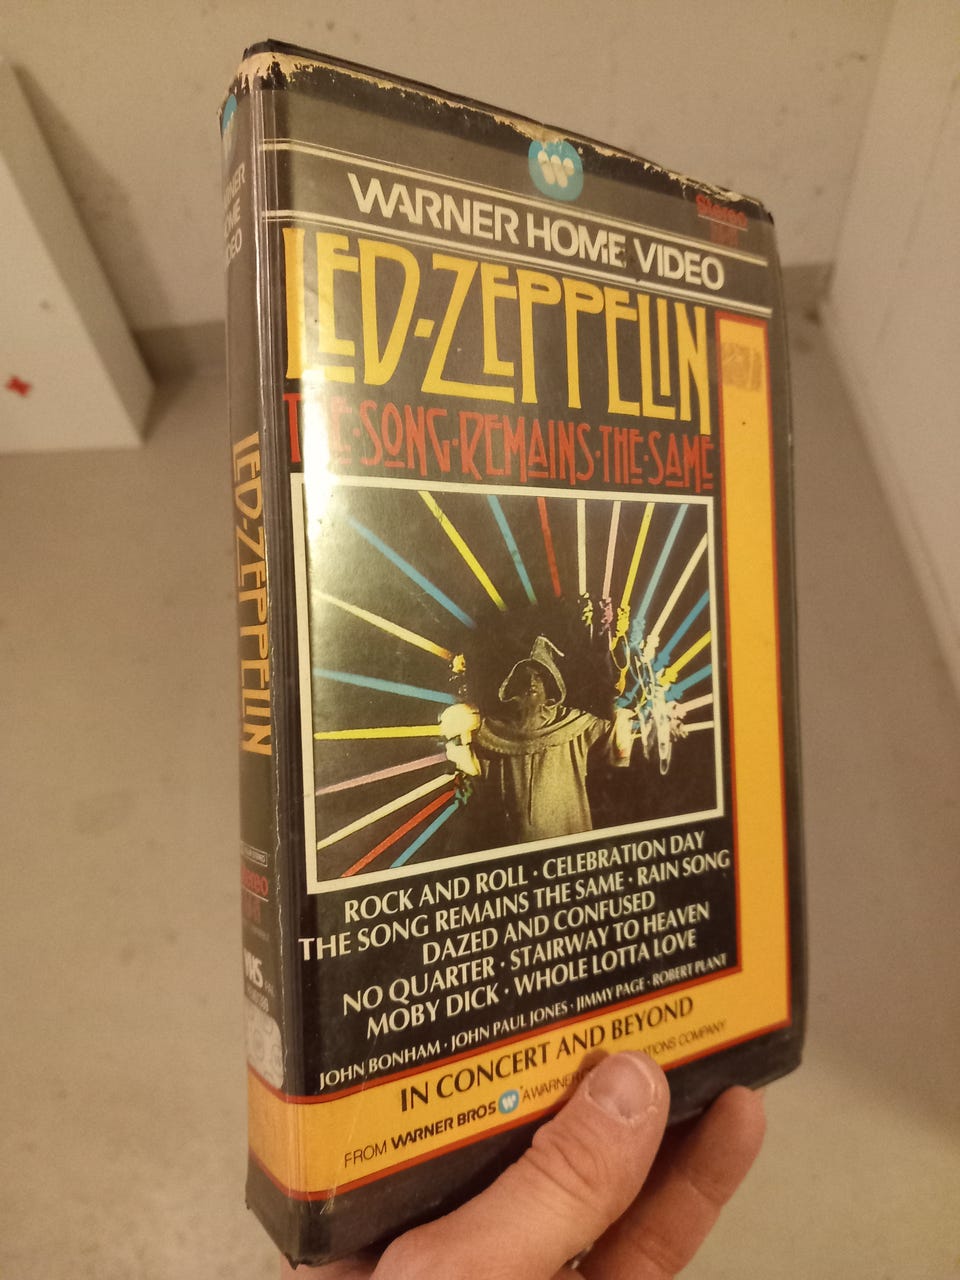 WARNER HOME VIDEO
Stereo
LED·ZEPPELIN
THE·SONG·REMAINS·THE·SAME
ROCK AND ROLL · CELEBRATION DAY
THE SONG REMAINS THE SAME · RAIN SONG
DAZED AND CONFUSED
NO QUARTER · STAIRWAY TO HEAVEN
MOBY DICK · WHOLE LOTTA LOVE
JOHN BONHAM · JOHN PAUL JONES · JIMMY PAGE · ROBERT PLANT
IN CONCERT AND BEYOND
FROM WARNER BROS A WARNER COMPANY
LED·ZEPPELIN
Stereo
VHS